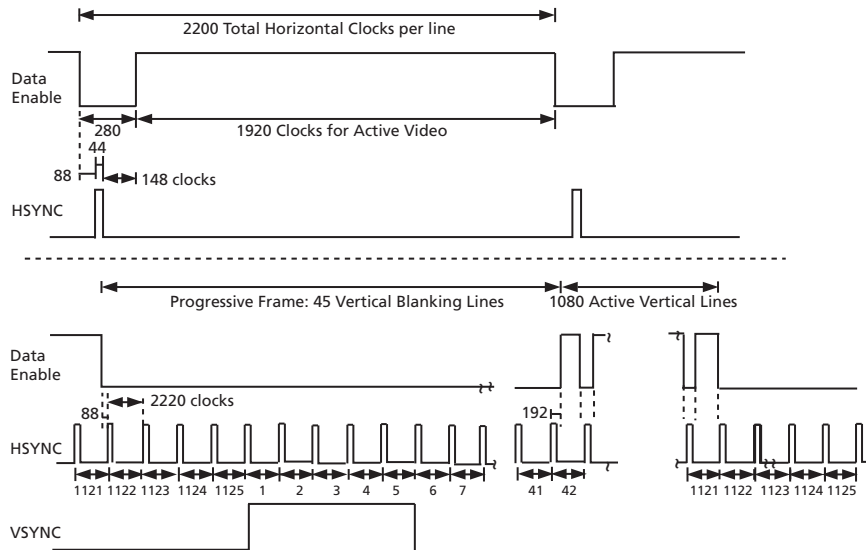 2200 Total Horizontal Clocks per line
Data
Enable
280
1920 Clocks for Active Video
44
88
148 clocks
HSYNC
Progressive Frame: 45 Vertical Blanking Lines
1080 Active Vertical Lines
Data
Enable
88
2220 clocks
192
HSYNC
1121 1122 1123 1124 1125 1 2 3 4 5 6 7 41 42 1121 1122 1123 1124 1125
VSYNC